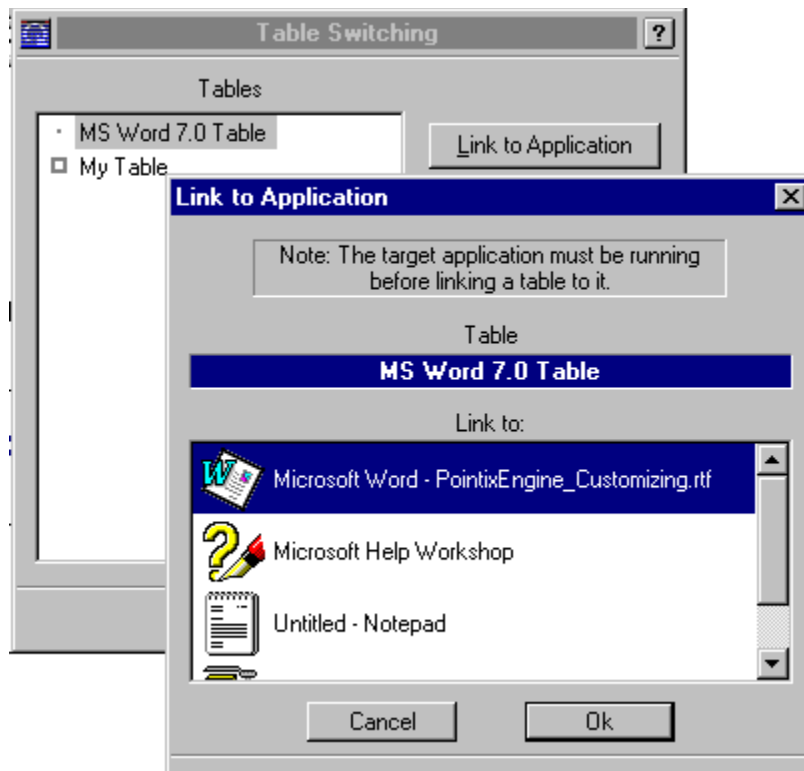 Table Switching
?
Tables
MS Word 7.0 Table
My Table
Link to Application
Link to Application
Note: The target application must be running
before linking a table to it.
Table
MS Word 7.0 Table
Link to:
Microsoft Word - PointixEngine_Customizing.rtf
Microsoft Help Workshop
Untitled - Notepad
Cancel
Ok